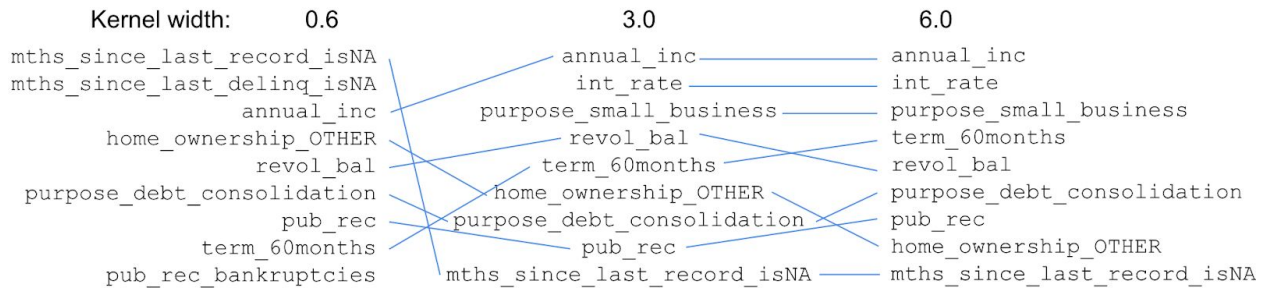 Kernel width: 0.6 3.0 6.0
mths_since_last_record_isNA annual_inc annual_inc
mths_since_last_delinq_isNA int_rate int_rate
annual_inc purpose_small_business purpose_small_business
home_ownership_OTHER revol_bal term_60months
revol_bal term_60months revol_bal
purpose_debt_consolidation home_ownership_OTHER purpose_debt_consolidation
pub_rec purpose_debt_consolidation pub_rec
term_60months pub_rec home_ownership_OTHER
pub_rec_bankruptcies mths_since_last_record_isNA mths_since_last_record_isNA